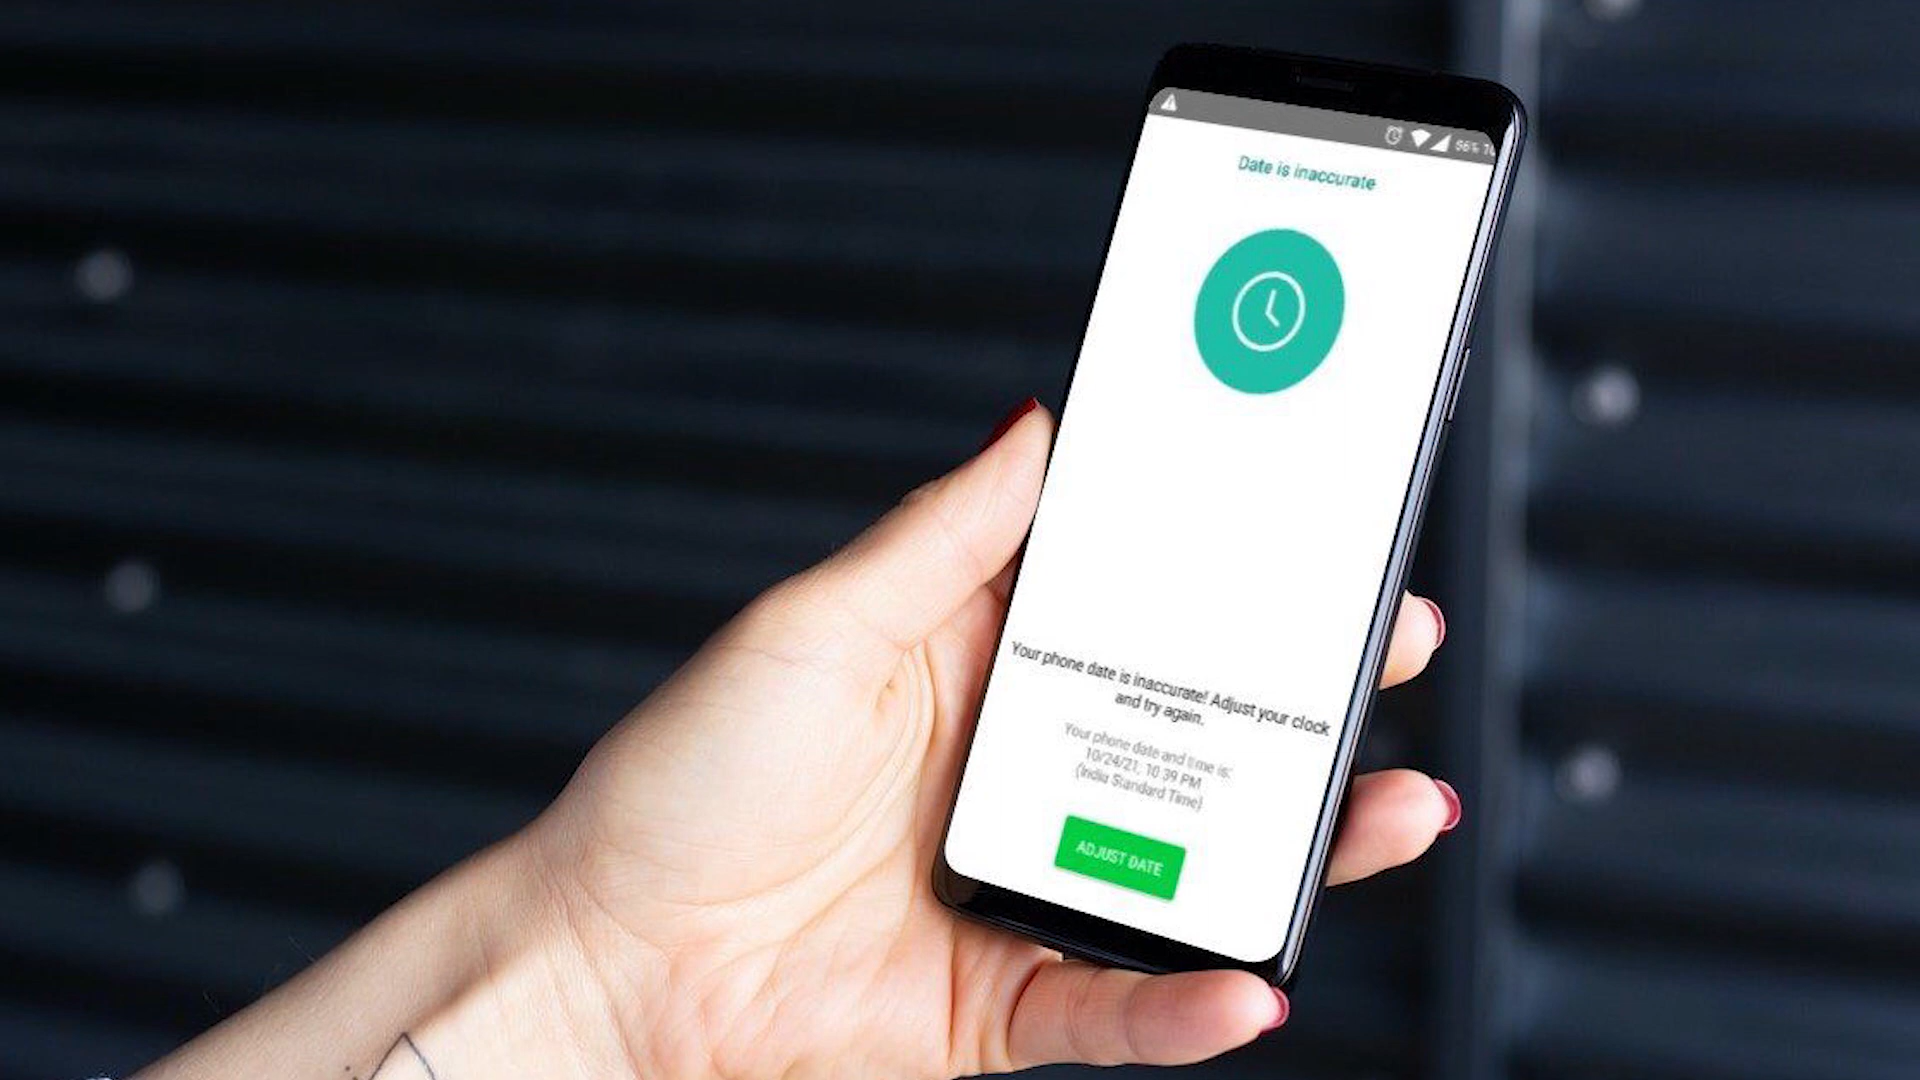 56%
Date is inaccurate
Your phone date is inaccurate! Adjust your clock
and try again.
Your phone date and time is:
10/24/21, 10 39 PM
(India Standard Time)
ADJUST DATE